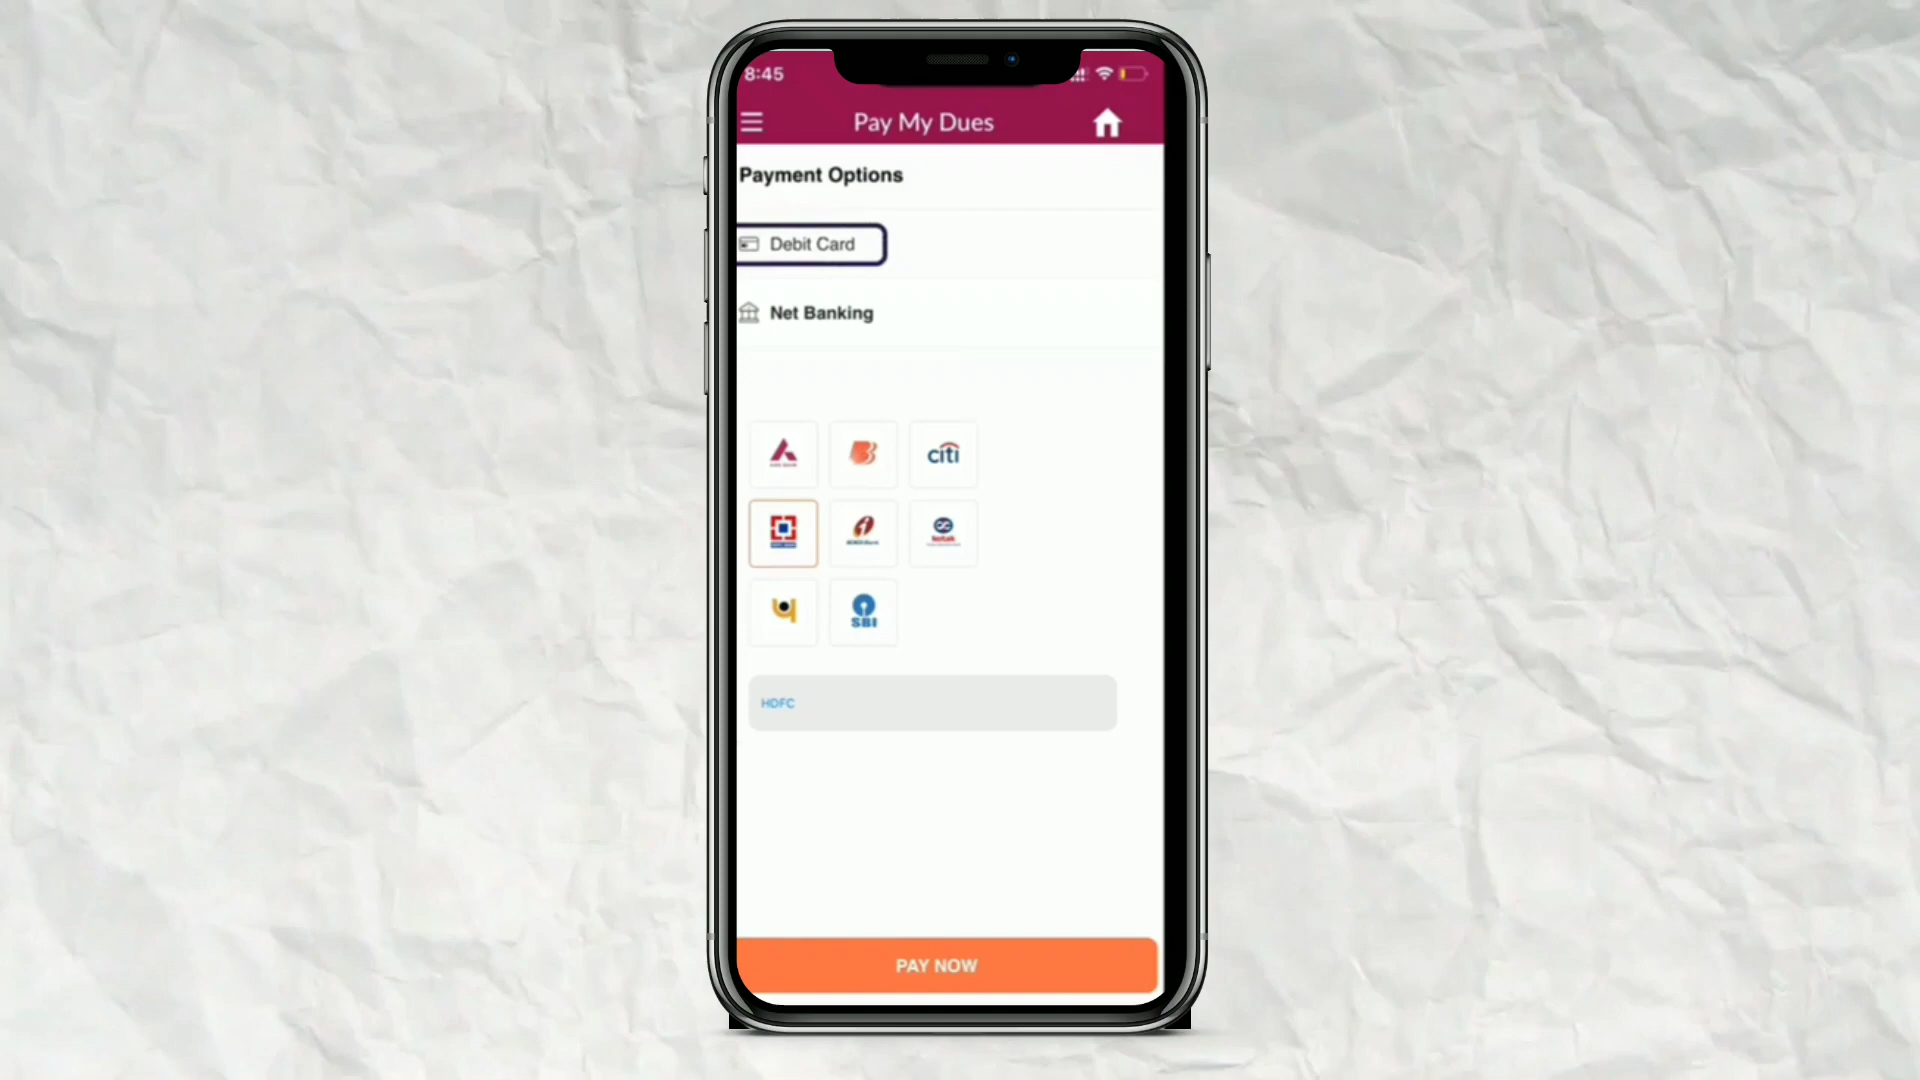 8:45
Pay My Dues
Payment Options
Debit Card
Net Banking
citi
kotak
SBI
HDFC
PAY NOW